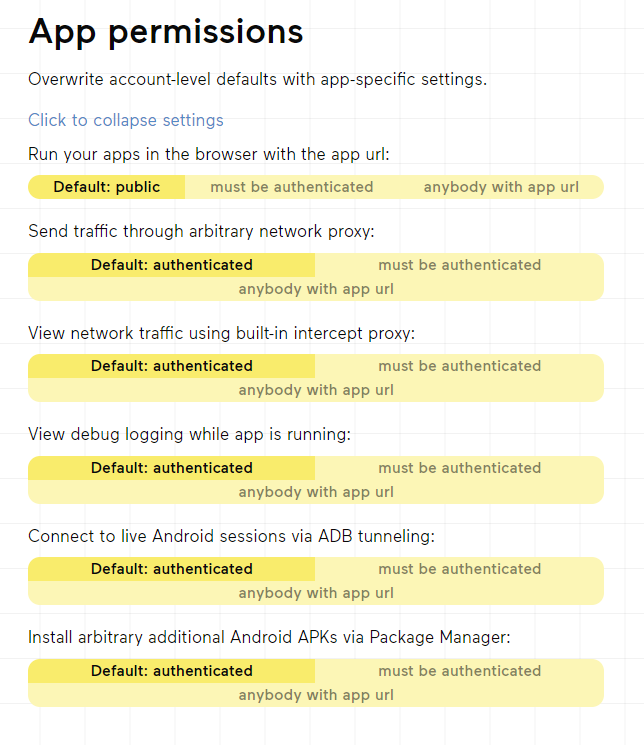 App permissions
Overwrite account-level defaults with app-specific settings.
Click to collapse settings
Run your apps in the browser with the app url:
Default: public must be authenticated anybody with app url
Send traffic through arbitrary network proxy:
Default: authenticated must be authenticated
anybody with app url
View network traffic using built-in intercept proxy:
Default: authenticated must be authenticated
anybody with app url
View debug logging while app is running:
Default: authenticated must be authenticated
anybody with app url
Connect to live Android sessions via ADB tunneling:
Default: authenticated must be authenticated
anybody with app url
Install arbitrary additional Android APKs via Package Manager:
Default: authenticated must be authenticated
anybody with app url